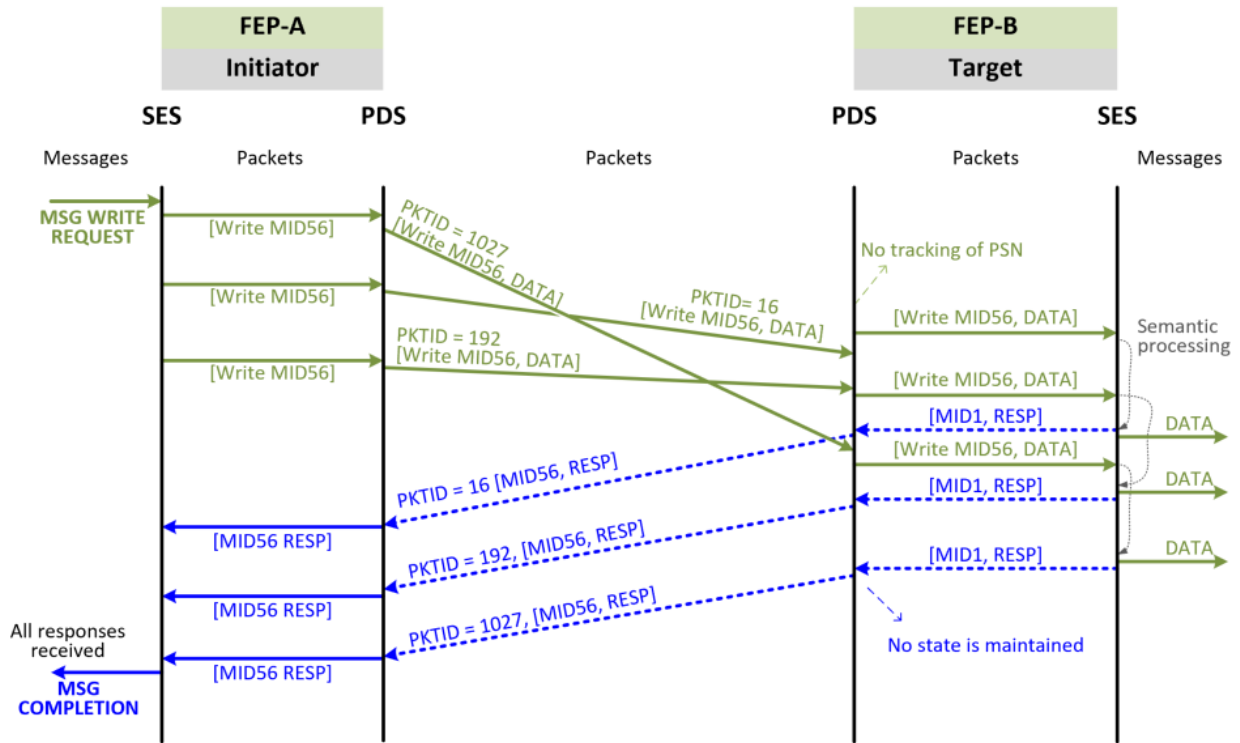 FEP-A
FEP-B
Initiator
Target
SES
PDS
PDS
SES
Messages
Packets
Packets
Packets
Messages
MSG WRITE
REQUEST
[Write MID56]
PKTID = 1027
[Write MID56, DATA]
No tracking of PSN
[Write MID56]
PKTID= 16
[Write MID56, DATA]
[Write MID56, DATA]
Semantic
processing
PKTID = 192
[Write MID56, DATA]
[Write MID56]
[Write MID56, DATA]
[MID1, RESP]
DATA
[Write MID56, DATA]
PKTID = 16 [MID56, RESP]
[MID1, RESP]
DATA
[MID56 RESP]
PKTID = 192, [MID56, RESP]
[MID1, RESP]
DATA
[MID56 RESP]
PKTID = 1027, [MID56, RESP]
All responses
received
No state is maintained
[MID56 RESP]
MSG
COMPLETION